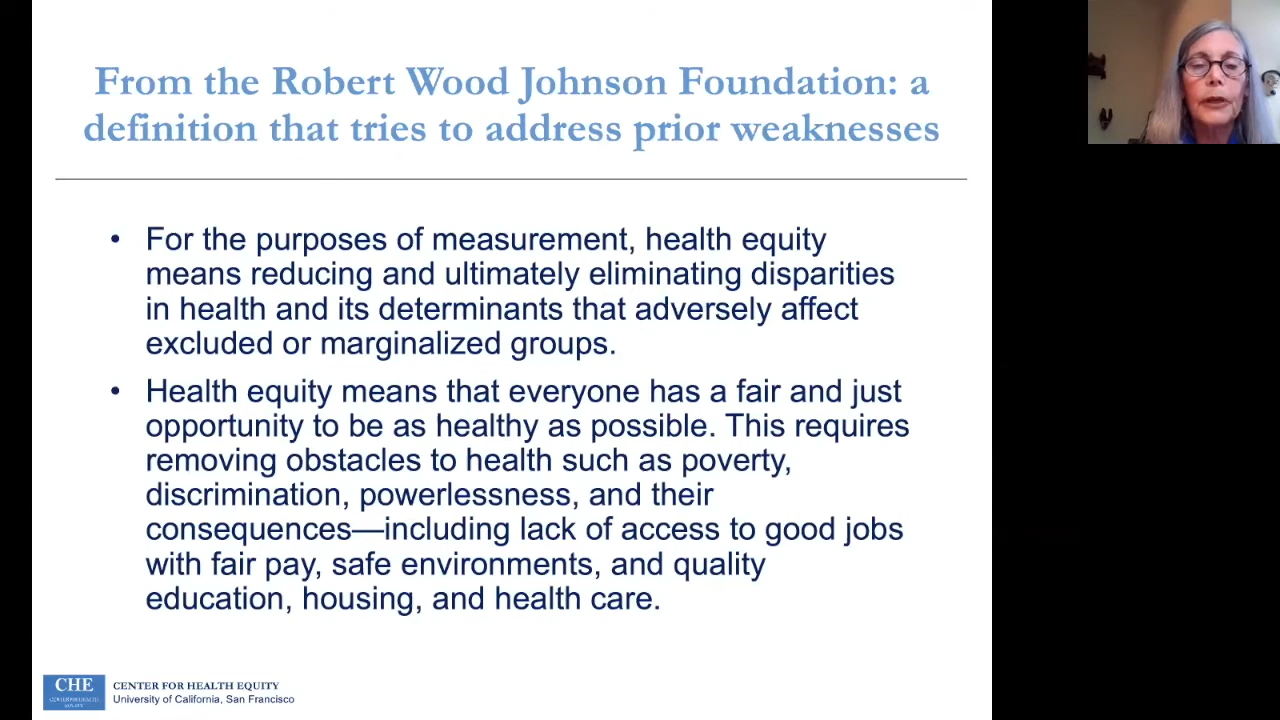 From the Robert Wood Johnson Foundation: a
definition that tries to address prior weaknesses
• For the purposes of measurement, health equity
means reducing and ultimately eliminating disparities
in health and its determinants that adversely affect
excluded or marginalized groups.
• Health equity means that everyone has a fair and just
opportunity to be as healthy as possible. This requires
removing obstacles to health such as poverty,
discrimination, powerlessness, and their
consequences—including lack of access to good jobs
with fair pay, safe environments, and quality
education, housing, and health care.
CHE
CENTER FOR HEALTH EQUITY
University of California, San Francisco